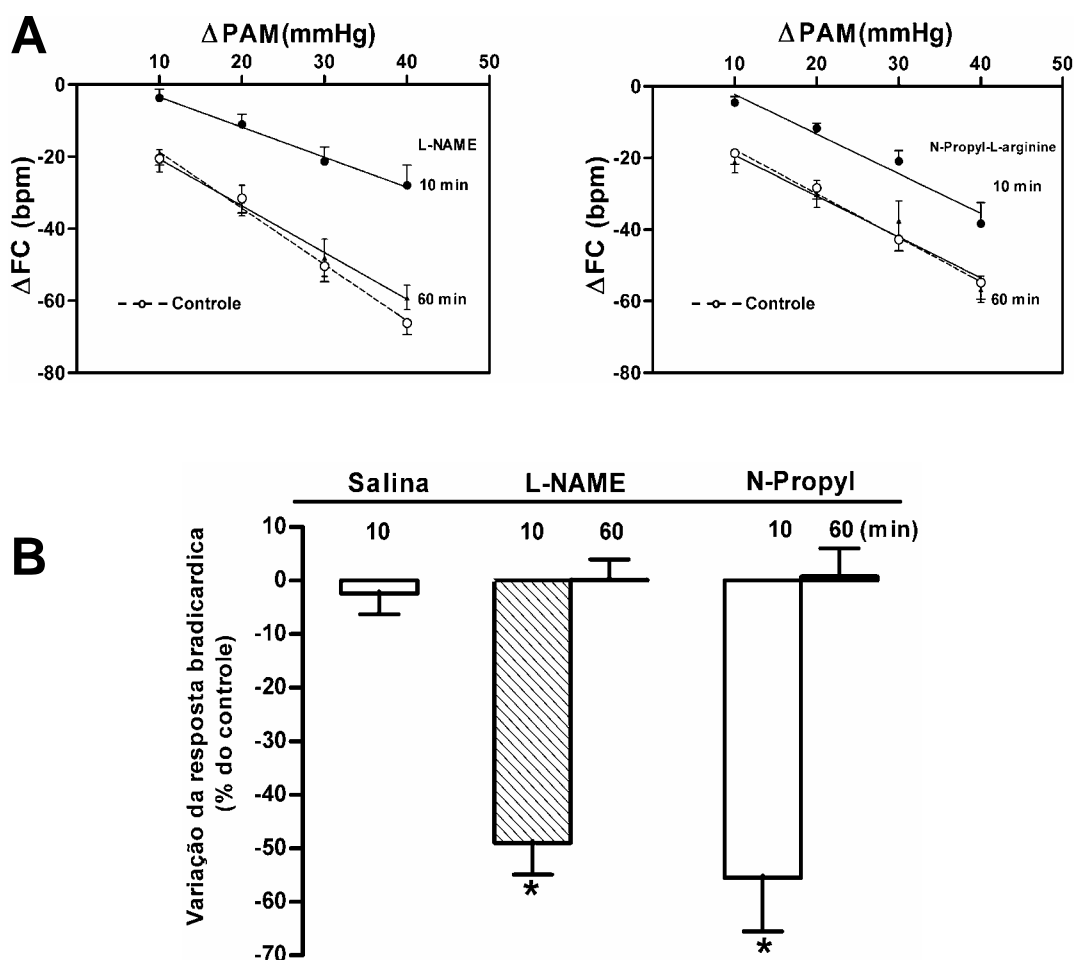 A
ΔPAM(mmHg)
10 20 30 40 50
0
-20
-40
-60
-80
ΔFC (bpm)
L-NAME
10 min
60 min
Controle
ΔPAM(mmHg)
10 20 30 40 50
0
-20
-40
-60
-80
ΔFC (bpm)
N-Propyl-L-arginine
10 min
60 min
Controle
B
Salina L-NAME N-Propyl
10 10 60 10 60 (min)
10
0
-10
-20
-30
-40
-50
-60
-70
Variação da resposta bradicardica
(% do controle)
*
*